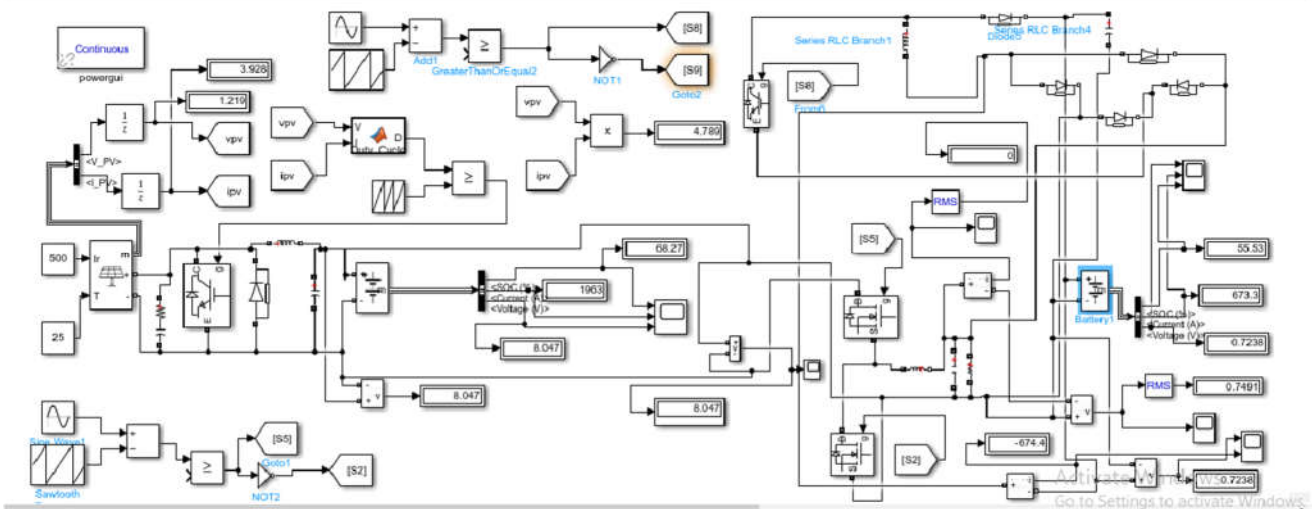 [S8]
Continuous
powergui
Add1
GreaterThanOrEqual2
NOT1
[S9]
Goto2
Series RLC Branch1
Series RLC Branch4
3.928
1.219
1
z
vpv
<V_PV>
<I_PV>
1
z
ipv
vpv
ipv
V
D
≥
vpv
ipv
x
4.789
[S8]
g
C
E
0
RMS
[S5]
500
25
Ir
T
m
+
-
g
C
E
m
<SOC (%)>
<Current (A)>
<Voltage (V)>
68.27
1963
8.047
8.047
8.047
+
-
v
Battery1
<SOC (%)>
<Current (A)>
<Voltage (V)>
55.53
673.3
0.7238
RMS
0.7491
-674.4
0.7238
Sine Wave1
Sawtooth
≥
[S5]
Goto1
NOT2
[S2]
[S2]
Activate Windows
Go to Settings to activate Windows.